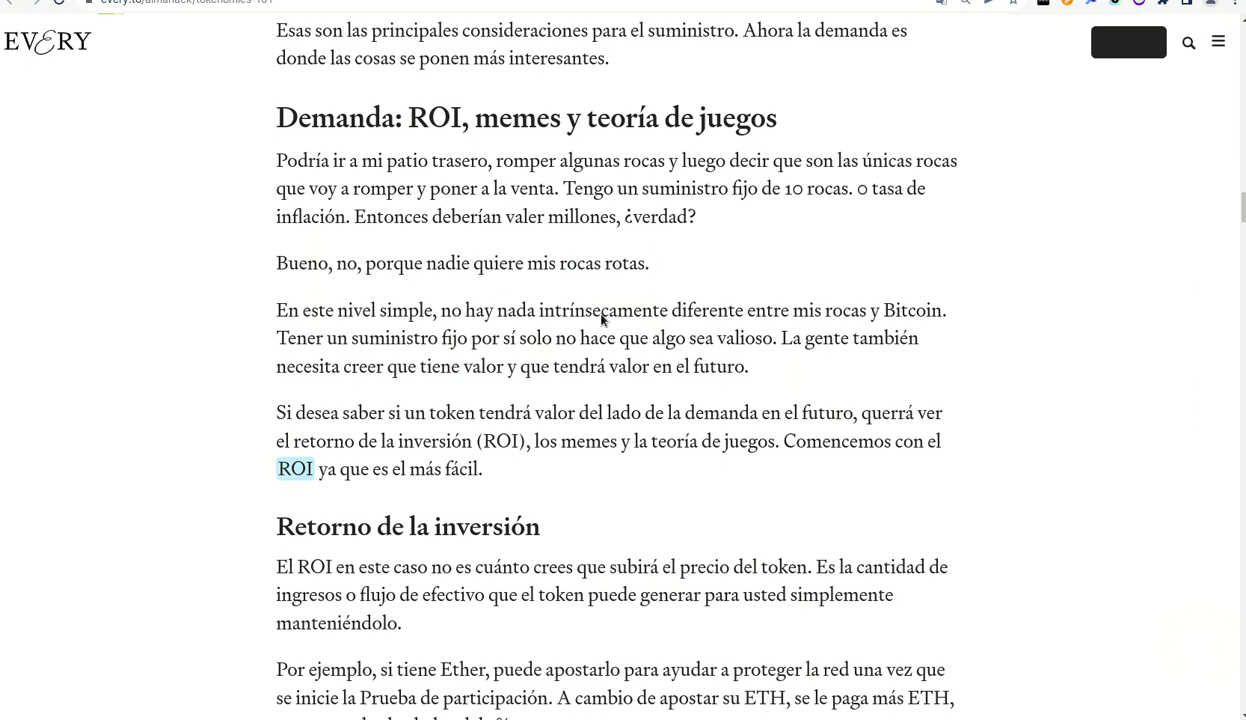 every.to/almanack/tokenomics-101
EVERY
Esas son las principales consideraciones para el suministro. Ahora la demanda es
donde las cosas se ponen más interesantes.
Demanda: ROI, memes y teoría de juegos
Podría ir a mi patio trasero, romper algunas rocas y luego decir que son las únicas rocas
que voy a romper y poner a la venta. Tengo un suministro fijo de 10 rocas. 0 tasa de
inflación. Entonces deberían valer millones, ¿verdad?
Bueno, no, porque nadie quiere mis rocas rotas.
En este nivel simple, no hay nada intrínsecamente diferente entre mis rocas y Bitcoin.
Tener un suministro fijo por sí solo no hace que algo sea valioso. La gente también
necesita creer que tiene valor y que tendrá valor en el futuro.
Si desea saber si un token tendrá valor del lado de la demanda en el futuro, querrá ver
el retorno de la inversión (ROI), los memes y la teoría de juegos. Comencemos con el
ROI ya que es el más fácil.
Retorno de la inversión
El ROI en este caso no es cuánto crees que subirá el precio del token. Es la cantidad de
ingresos o flujo de efectivo que el token puede generar para usted simplemente
manteniéndolo.
Por ejemplo, si tiene Ether, puede apostarlo para ayudar a proteger la red una vez que
se inicie la Prueba de participación. A cambio de apostar su ETH, se le paga más ETH,